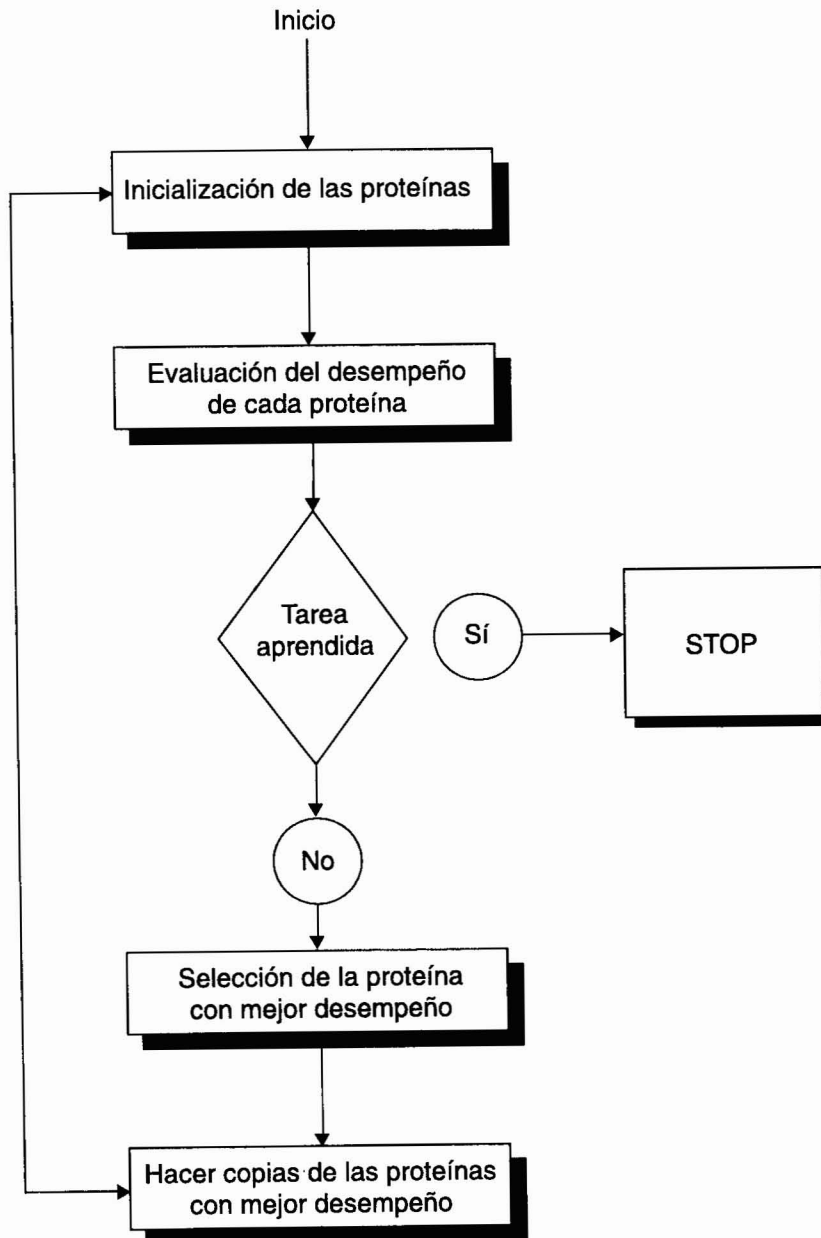 Inicio
Inicialización de las proteínas
Evaluación del desempeño
de cada proteína
Tarea
aprendida
Sí
STOP
No
Selección de la proteína
con mejor desempeño
Hacer copias de las proteínas
con mejor desempeño